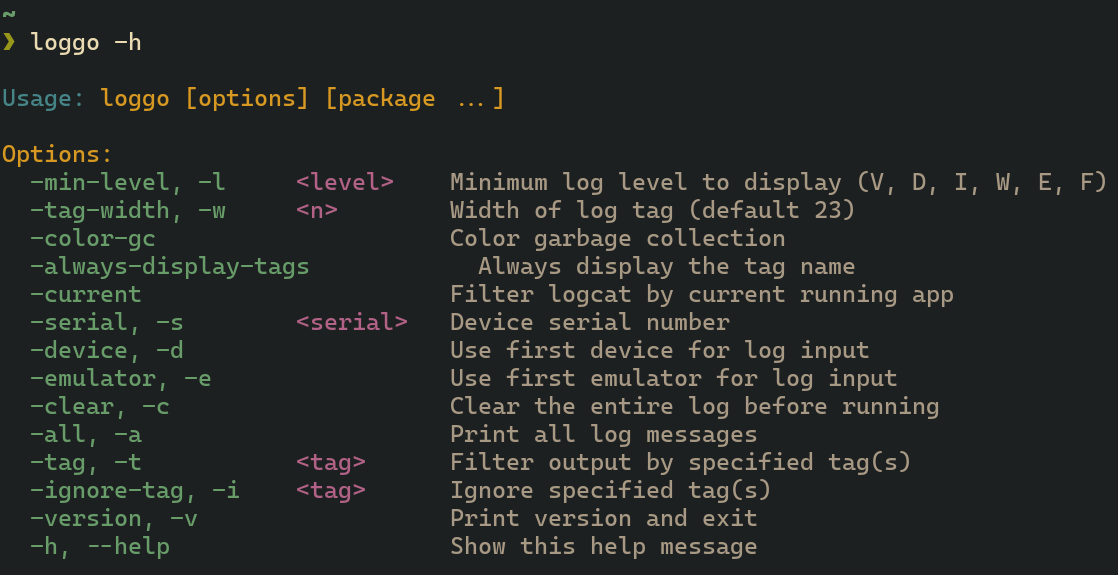 ~
❯ loggo -h
Usage: loggo [options] [package ...]
Options:
-min-level, -l <level> Minimum log level to display (V, D, I, W, E, F)
-tag-width, -w <n> Width of log tag (default 23)
-color-gc Color garbage collection
-always-display-tags Always display the tag name
-current Filter logcat by current running app
-serial, -s <serial> Device serial number
-device, -d Use first device for log input
-emulator, -e Use first emulator for log input
-clear, -c Clear the entire log before running
-all, -a Print all log messages
-tag, -t <tag> Filter output by specified tag(s)
-ignore-tag, -i <tag> Ignore specified tag(s)
-version, -v Print version and exit
-h, --help Show this help message